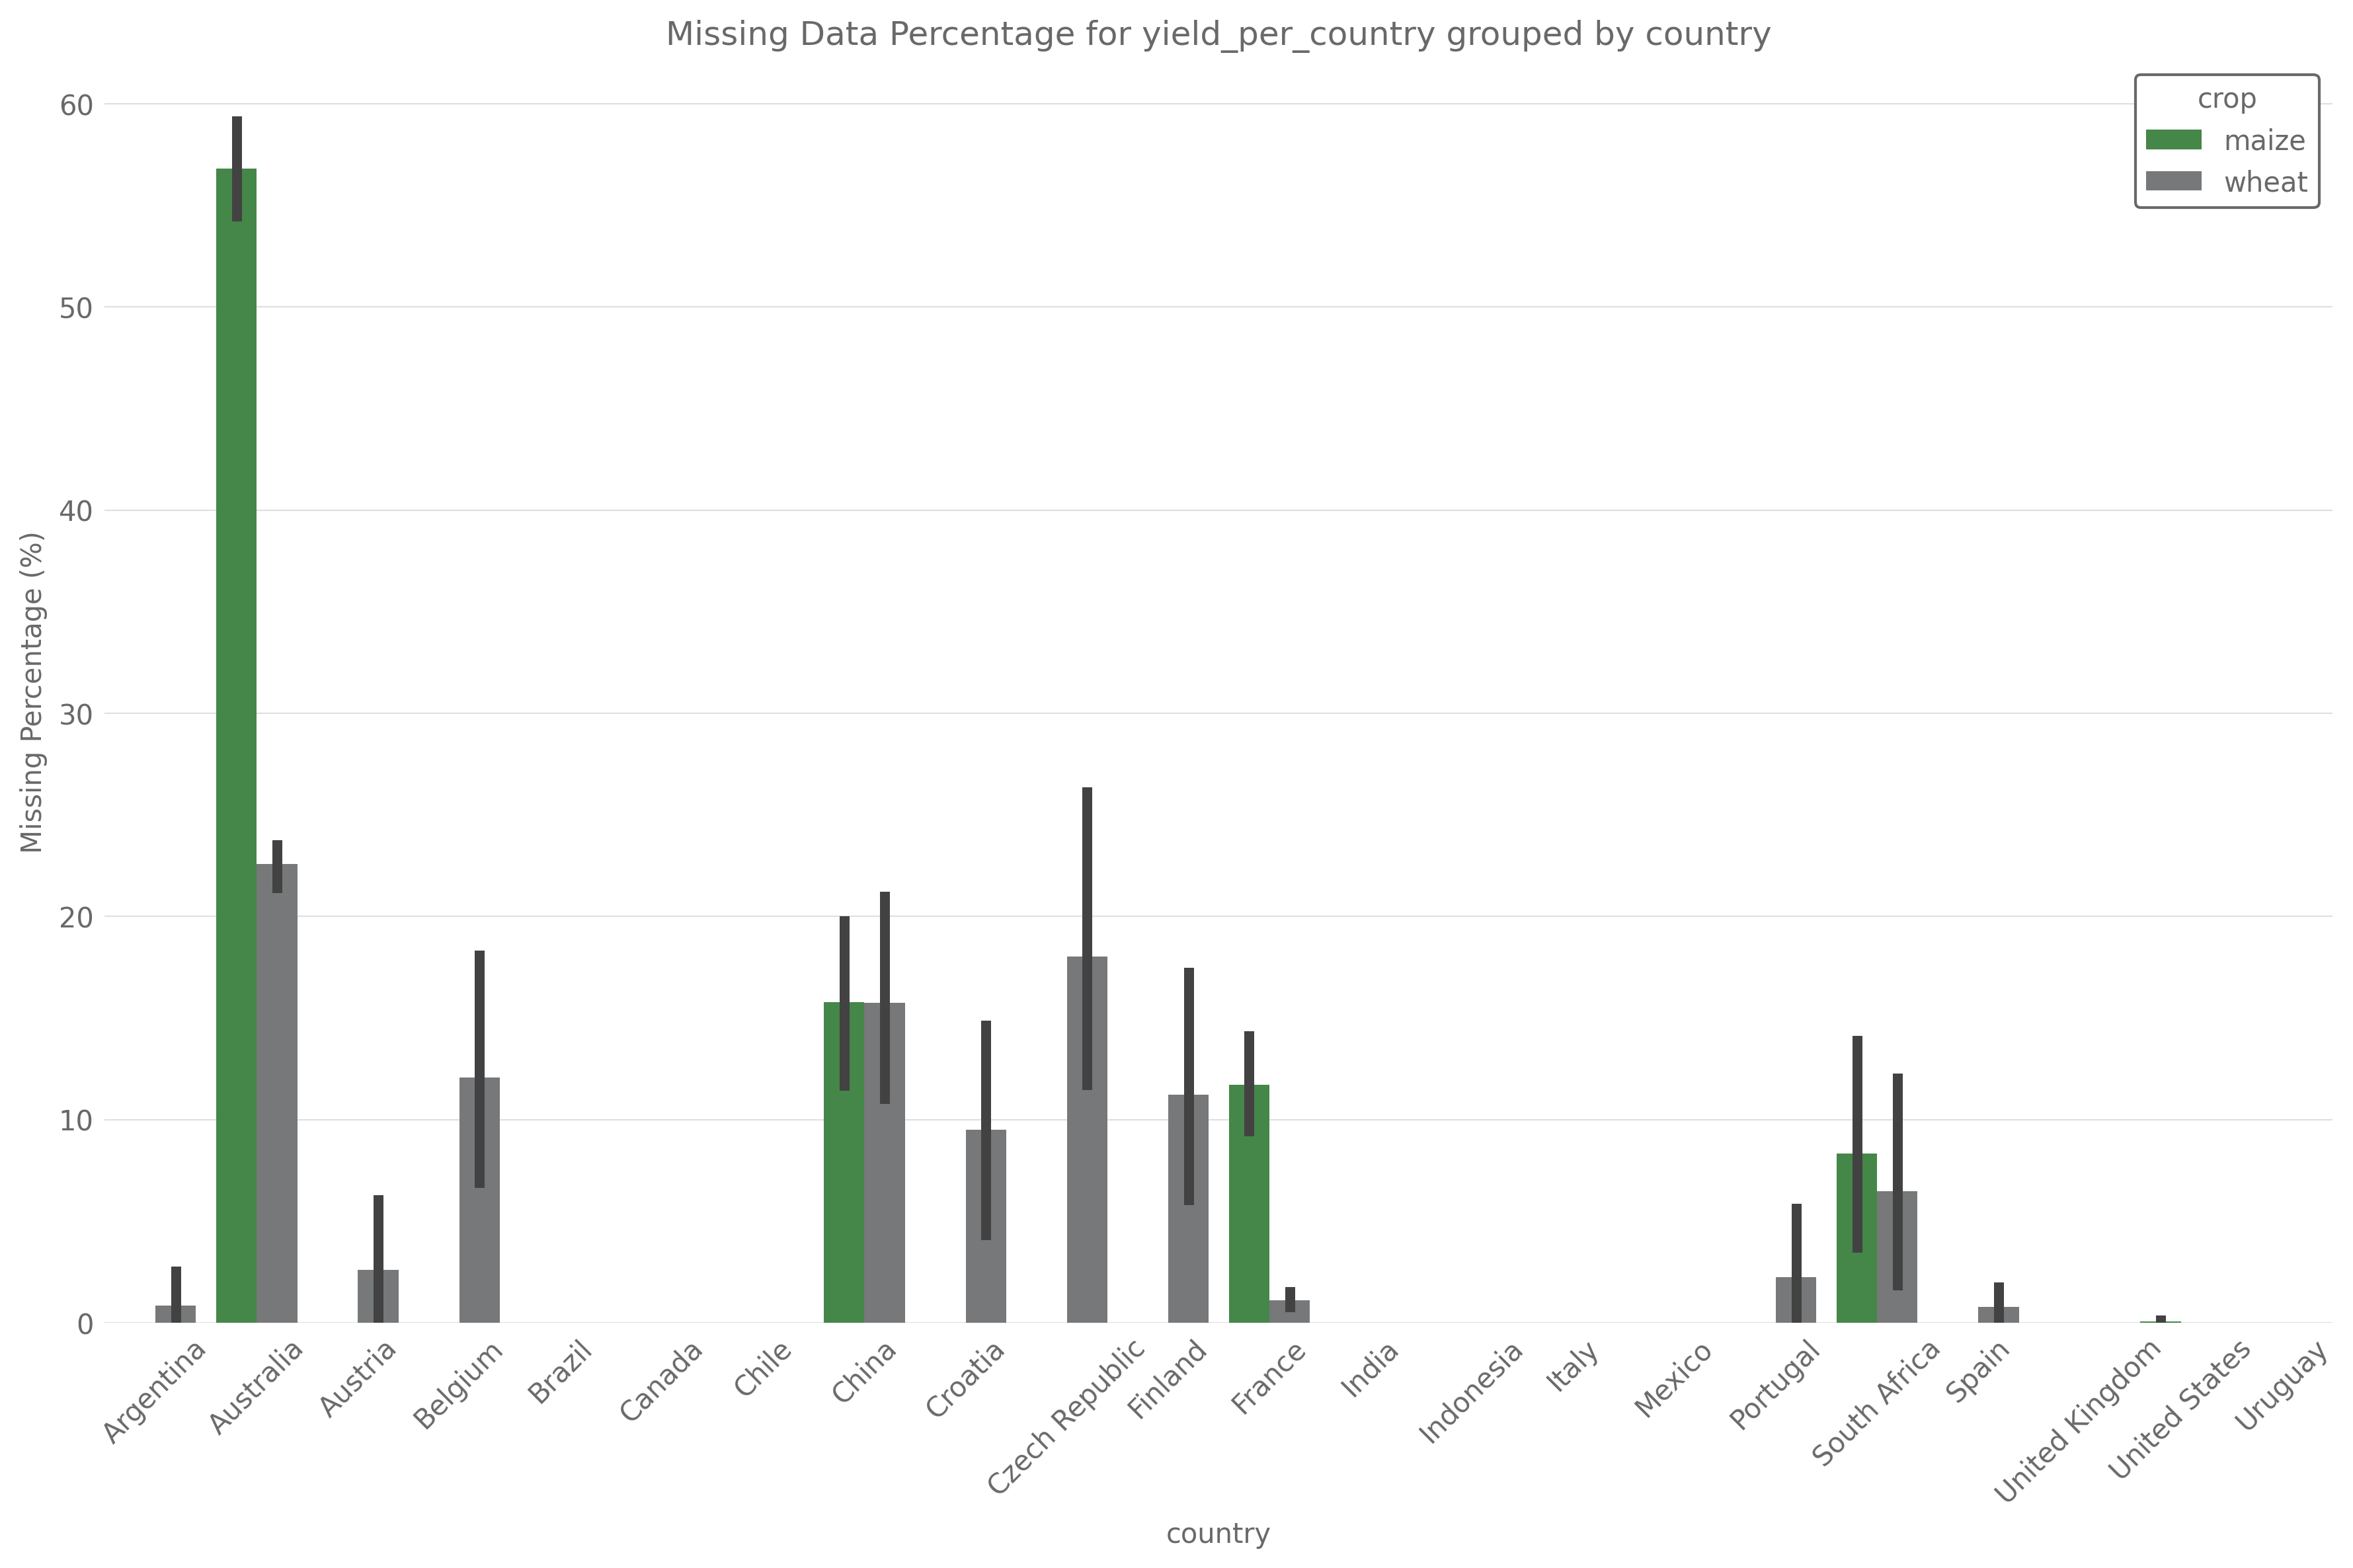 Missing Data Percentage for yield_per_country grouped by country
crop
maize
wheat
Missing Percentage (%)
60
50
40
30
20
10
0
Argentina
Australia
Austria
Belgium
Brazil
Canada
Chile
China
Croatia
Czech Republic
Finland
France
India
Indonesia
Italy
Mexico
Portugal
South Africa
Spain
United Kingdom
United States
Uruguay
country